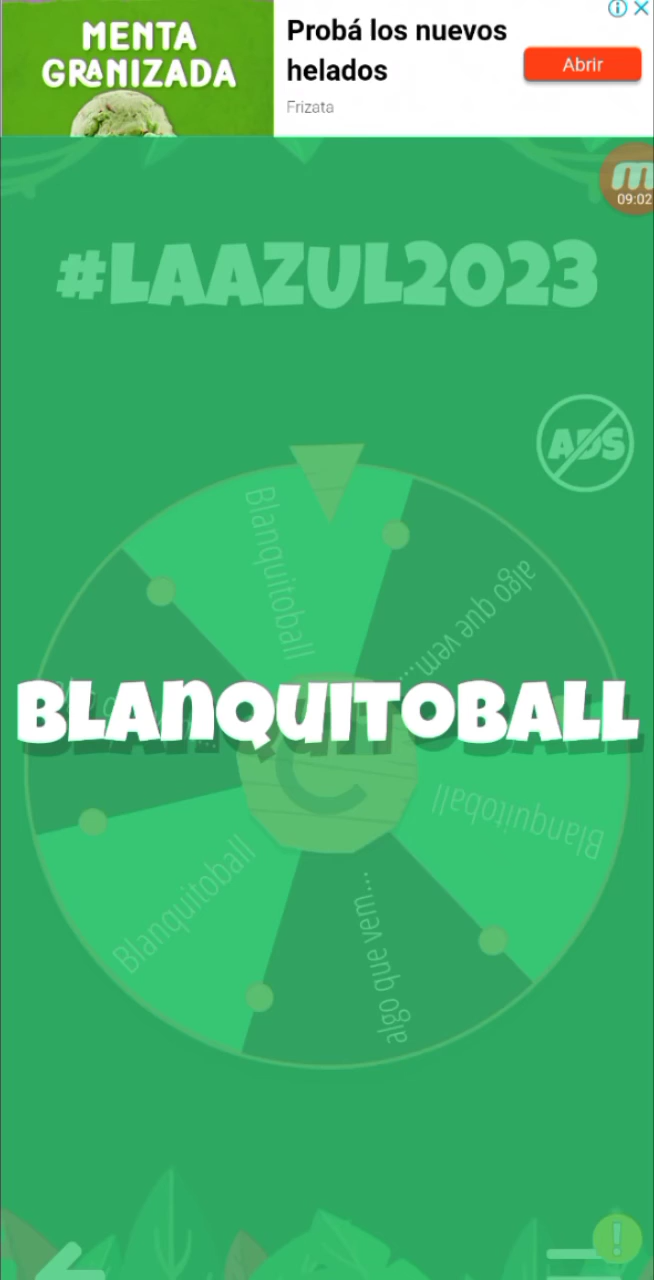 MENTA
GRANIZADA
Probá los nuevos
helados
Frizata
Abrir
m
09:02
#LAAZUL2023
ADS
Blanquitoball
algo que vem...
BLANQUITOBALL
Blanquitoball
Blanquitoball
algo que vem...